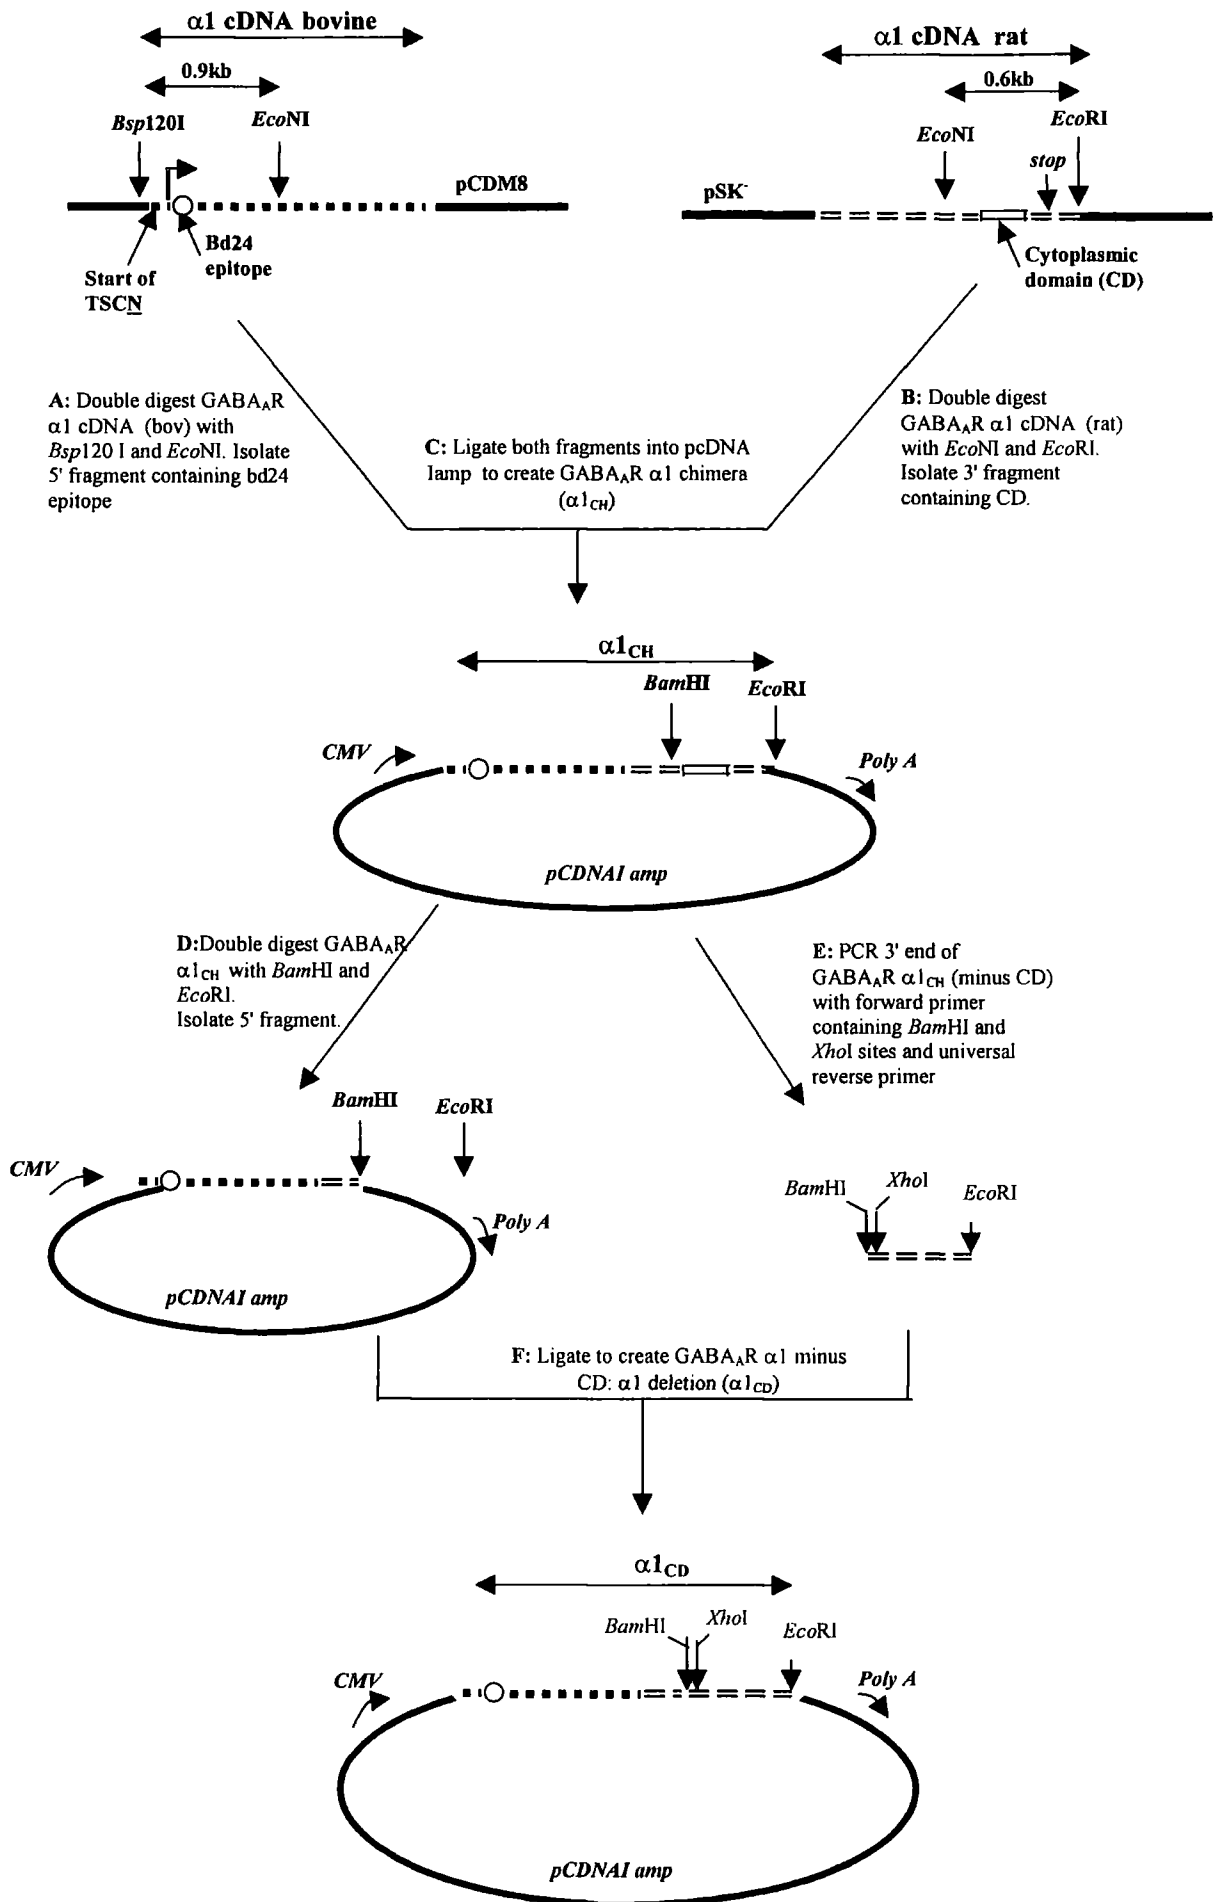 α1 cDNA bovine
0.9kb
Bsp120I
EcoNI
pCDM8
Bd24
epitope
Start of
TSCN
α1 cDNA rat
0.6kb
EcoNI
EcoRI
stop
pSK-
Cytoplasmic
domain (CD)
A: Double digest GABAAR
α1 cDNA (bov) with
Bsp120 I and EcoNI. Isolate
5' fragment containing bd24
epitope
C: Ligate both fragments into pcDNA
Iamp to create GABAAR α1 chimera
(α1CH)
B: Double digest
GABAAR α1 cDNA (rat)
with EcoNI and EcoRI.
Isolate 3' fragment
containing CD.
α1CH
BamHI
EcoRI
CMV
Poly A
pCDNAI amp
D:Double digest GABAAR
α1CH with BamHI and
EcoRI.
Isolate 5' fragment.
E: PCR 3' end of
GABAAR α1CH (minus CD)
with forward primer
containing BamHI and
XhoI sites and universal
reverse primer
BamHI
EcoRI
CMV
Poly A
pCDNAI amp
BamHI
XhoI
EcoRI
F: Ligate to create GABAAR α1 minus
CD: α1 deletion (α1CD)
α1CD
BamHI
XhoI
EcoRI
CMV
Poly A
pCDNAI amp